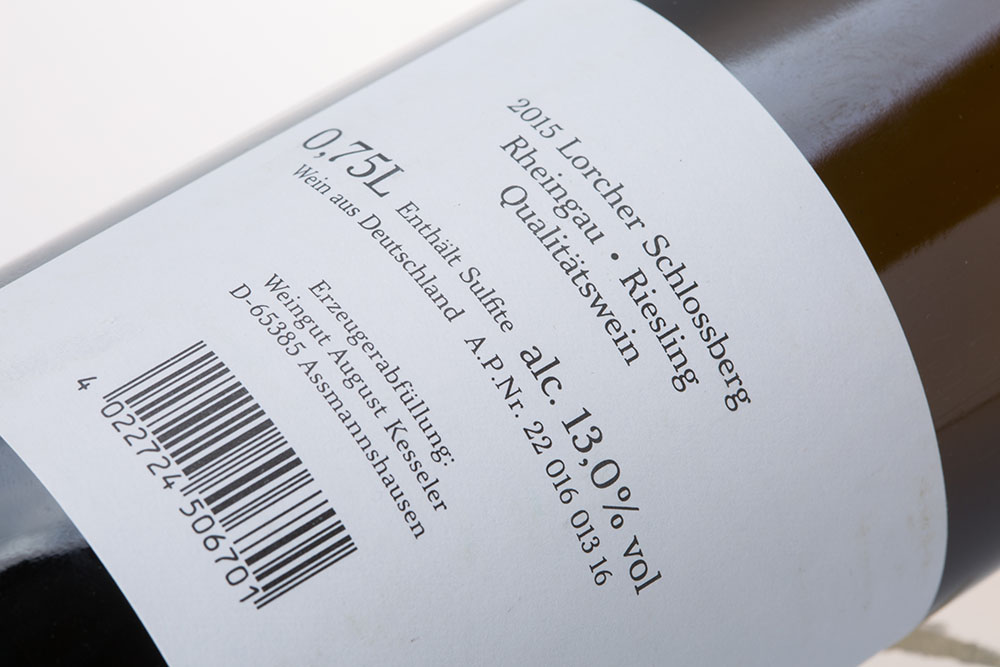 2015 Lorcher Schlossberg
Rheingau • Riesling
Qualitätswein
0,75L Enthält Sulfite alc. 13,0% vol
Wein aus Deutschland A.P.Nr. 22 016 013 16
Erzeugerabfüllung:
Weingut August Kesseler
D-65385 Assmannshausen
4 022724 506701